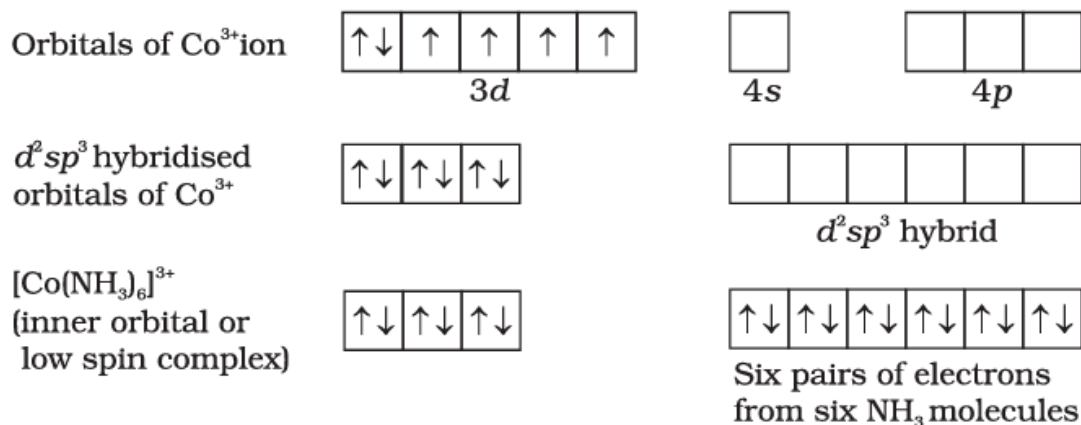 Orbitals of Co³⁺ion
↑↓ ↑ ↑ ↑ ↑
3d 4s 4p
d²sp³ hybridised
orbitals of Co³⁺
↑↓ ↑↓ ↑↓
d²sp³ hybrid
[Co(NH₃)₆]³⁺
(inner orbital or
low spin complex)
↑↓ ↑↓ ↑↓ ↑↓ ↑↓ ↑↓ ↑↓ ↑↓ ↑↓
Six pairs of electrons
from six NH₃ molecules